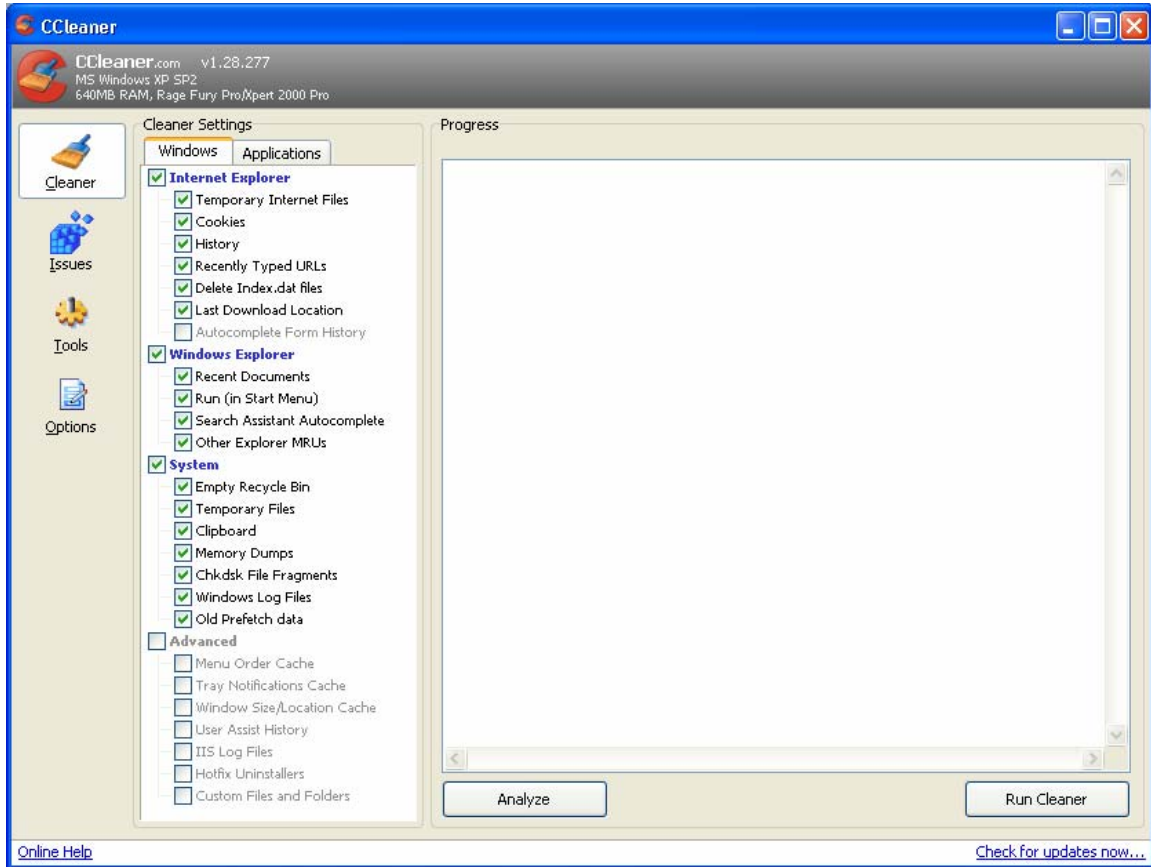 CCleaner
CCleaner.com v1.28.277
MS Windows XP SP2
640MB RAM, Rage Fury Pro/Xpert 2000 Pro
Cleaner
Issues
Tools
Options
Cleaner Settings
Windows Applications
Internet Explorer
Temporary Internet Files
Cookies
History
Recently Typed URLs
Delete Index.dat files
Last Download Location
Autocomplete Form History
Windows Explorer
Recent Documents
Run (in Start Menu)
Search Assistant Autocomplete
Other Explorer MRUs
System
Empty Recycle Bin
Temporary Files
Clipboard
Memory Dumps
Chkdsk File Fragments
Windows Log Files
Old Prefetch data
Advanced
Menu Order Cache
Tray Notifications Cache
Window Size/Location Cache
User Assist History
IIS Log Files
Hotfix Uninstallers
Custom Files and Folders
Progress
Analyze
Run Cleaner
Online Help
Check for updates now...